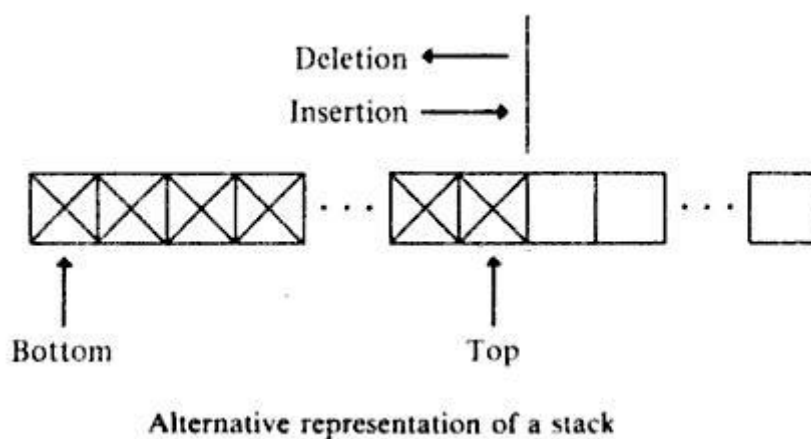 Deletion
Insertion
. . .
. . .
Bottom
Top
Alternative representation of a stack